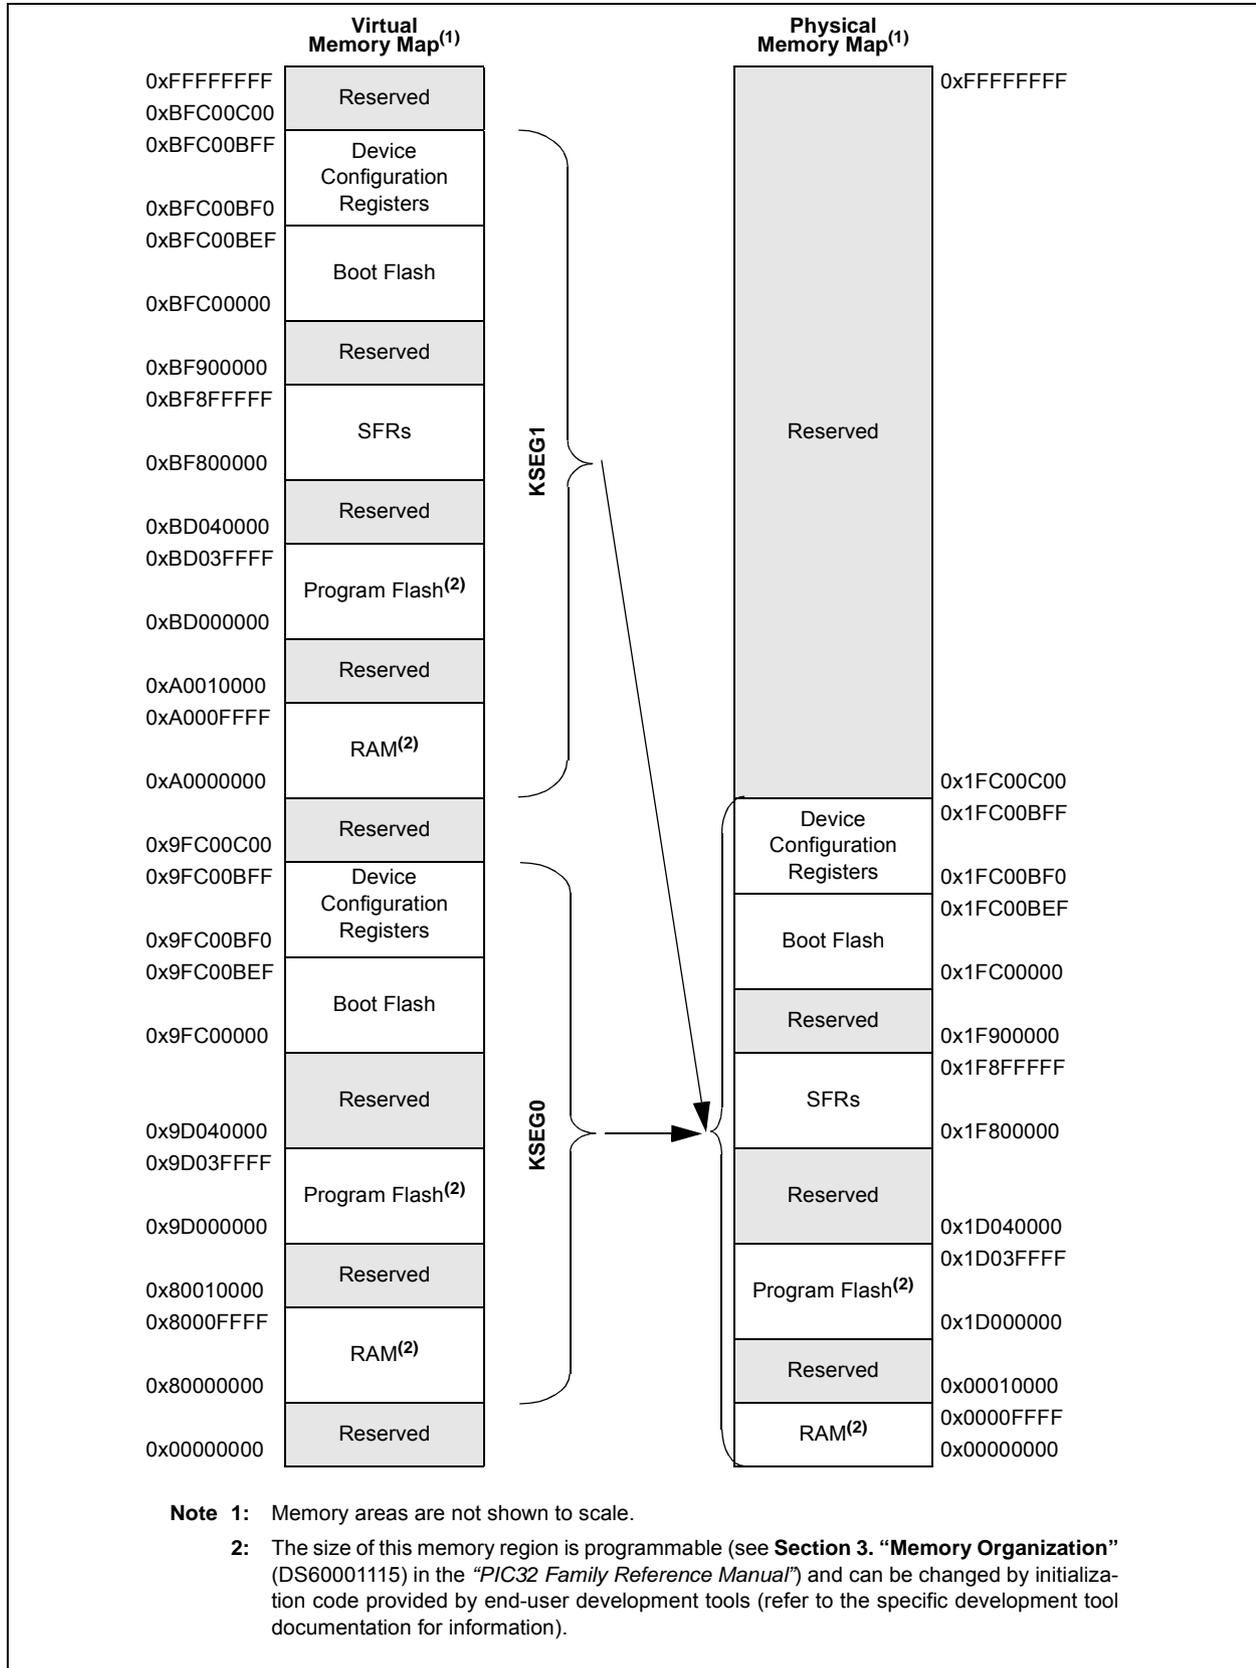 Virtual
Memory Map(1)
0xFFFFFFFF
Reserved
0xBFC00C00
0xBFC00BFF
Device
Configuration
Registers
0xBFC00BF0
0xBFC00BEF
Boot Flash
0xBFC00000
Reserved
0xBF900000
0xBF8FFFFF
SFRs
0xBF800000
Reserved
0xBD040000
0xBD03FFFF
Program Flash(2)
0xBD000000
Reserved
0xA0010000
0xA000FFFF
RAM(2)
0xA0000000
Reserved
0x9FC00C00
0x9FC00BFF
Device
Configuration
Registers
0x9FC00BF0
0x9FC00BEF
Boot Flash
0x9FC00000
Reserved
0x9D040000
0x9D03FFFF
Program Flash(2)
0x9D000000
Reserved
0x80010000
0x8000FFFF
RAM(2)
0x80000000
Reserved
0x00000000
KSEG1
KSEG0
Physical
Memory Map(1)
0xFFFFFFFF
Reserved
0x1FC00C00
Device
Configuration
Registers
0x1FC00BFF
0x1FC00BF0
0x1FC00BEF
Boot Flash
0x1FC00000
Reserved
0x1F900000
0x1F8FFFFF
SFRs
0x1F800000
Reserved
0x1D040000
0x1D03FFFF
Program Flash(2)
0x1D000000
Reserved
0x00010000
0x0000FFFF
RAM(2)
0x00000000
Note 1: Memory areas are not shown to scale.
2: The size of this memory region is programmable (see Section 3. “Memory Organization”
(DS60001115) in the “PIC32 Family Reference Manual”) and can be changed by initializa-
tion code provided by end-user development tools (refer to the specific development tool
documentation for information).